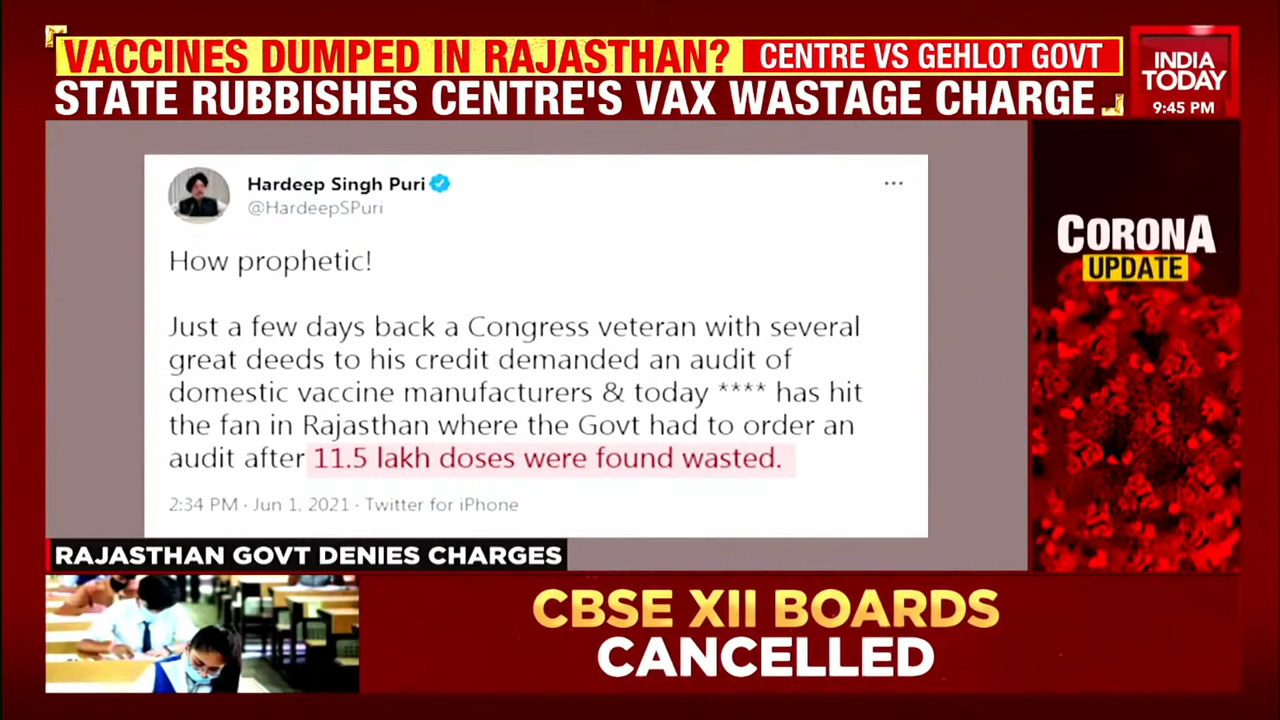 VACCINES DUMPED IN RAJASTHAN?
CENTRE VS GEHLOT GOVT
STATE RUBBISHES CENTRE'S VAX WASTAGE CHARGE
INDIA
TODAY
9:45 PM
Hardeep Singh Puri
@HardeepSPuri
...
How prophetic!
Just a few days back a Congress veteran with several
great deeds to his credit demanded an audit of
domestic vaccine manufacturers & today **** has hit
the fan in Rajasthan where the Govt had to order an
audit after 11.5 lakh doses were found wasted.
2:34 PM · Jun 1, 2021 · Twitter for iPhone
CORONA
UPDATE
RAJASTHAN GOVT DENIES CHARGES
CBSE XII BOARDS
CANCELLED